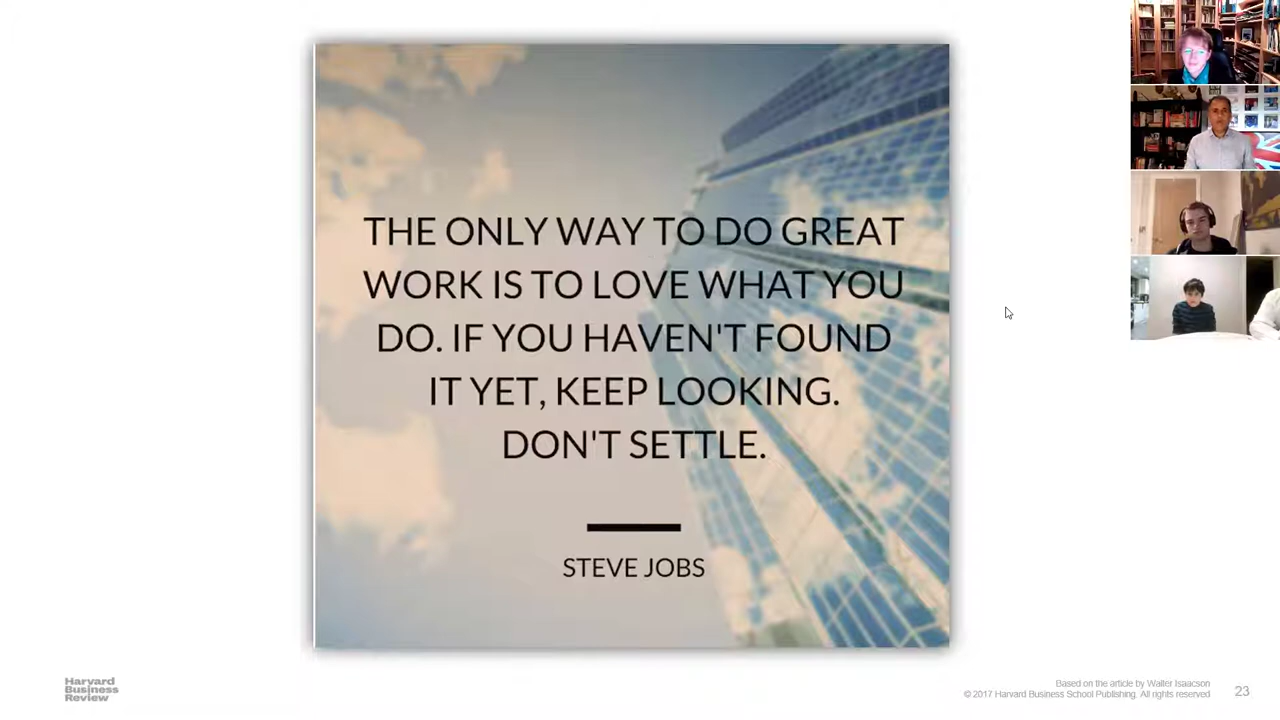 THE ONLY WAY TO DO GREAT
WORK IS TO LOVE WHAT YOU
DO. IF YOU HAVEN'T FOUND
IT YET, KEEP LOOKING.
DON'T SETTLE.
STEVE JOBS
Harvard
Business
Review
Based on the article by Walter Isaacson
© 2017 Harvard Business School Publishing. All rights reserved
23